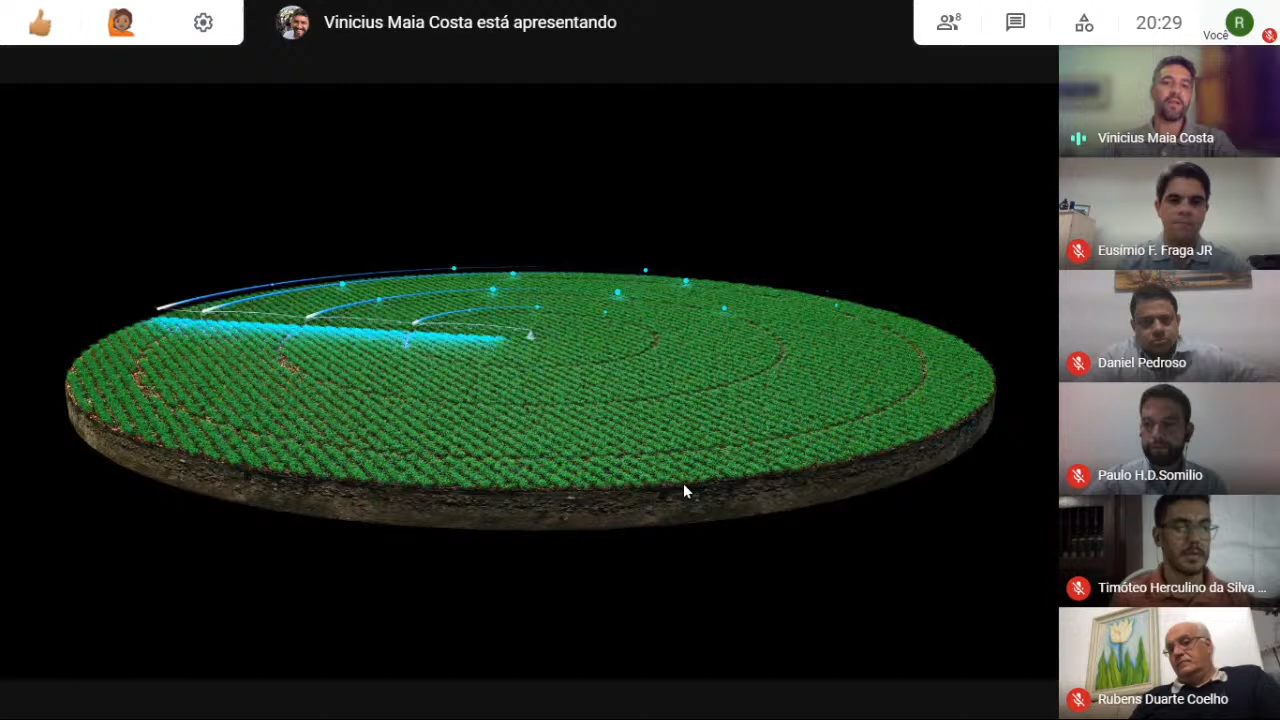 Vinicius Maia Costa está apresentando
8
20:29
R
Você
Vinicius Maia Costa
Eusímio F. Fraga JR
Daniel Pedroso
Paulo H.D.Somilio
Timóteo Herculino da Silva ...
Rubens Duarte Coelho